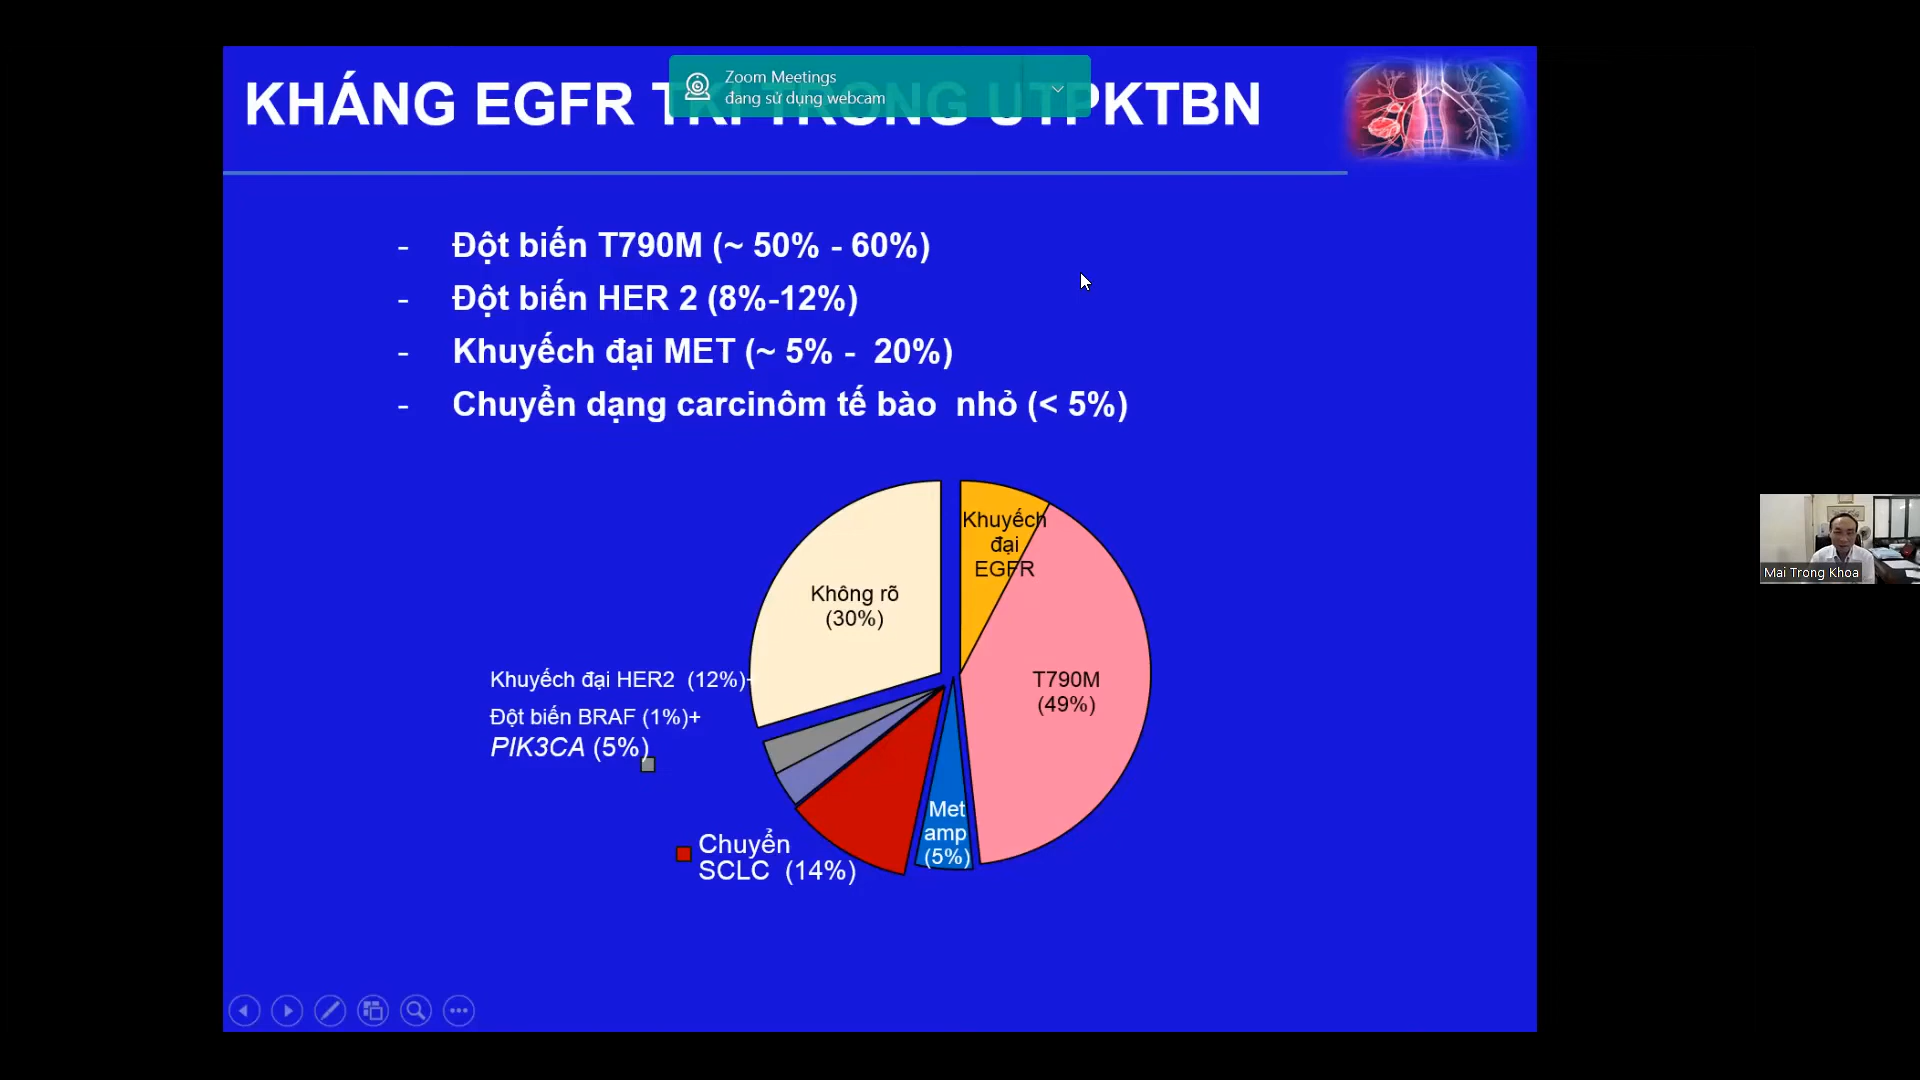 Zoom Meetings
đang sử dụng webcam
KHÁNG EGFR TKI TRONG UTPKTBN
- Đột biến T790M (~ 50% - 60%)
- Đột biến HER 2 (8%-12%)
- Khuyếch đại MET (~ 5% - 20%)
- Chuyển dạng carcinôm tế bào nhỏ (< 5%)
Khuyếch
đại
EGFR
Không rõ
(30%)
T790M
(49%)
Khuyếch đại HER2 (12%)+
Đột biến BRAF (1%)+
PIK3CA (5%)
Met
amp
(5%)
Chuyển
SCLC (14%)
Mai Trong Khoa